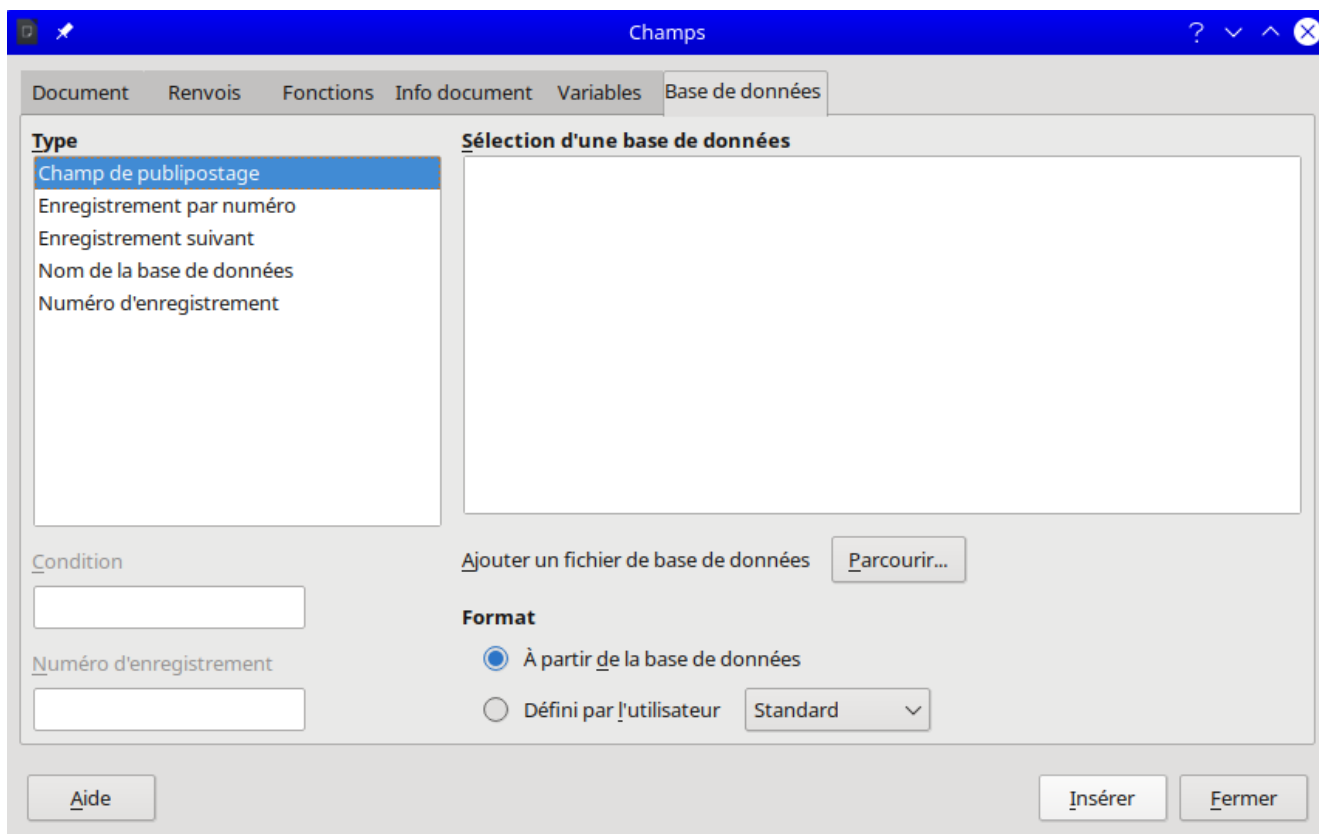 Champs
Document Renvois Fonctions Info document Variables Base de données
Type
Champ de publipostage
Enregistrement par numéro
Enregistrement suivant
Nom de la base de données
Numéro d'enregistrement
Condition
Numéro d'enregistrement
Sélection d'une base de données
Ajouter un fichier de base de données Parcourir...
Format
À partir de la base de données
Défini par l'utilisateur Standard
Aide Insérer Fermer